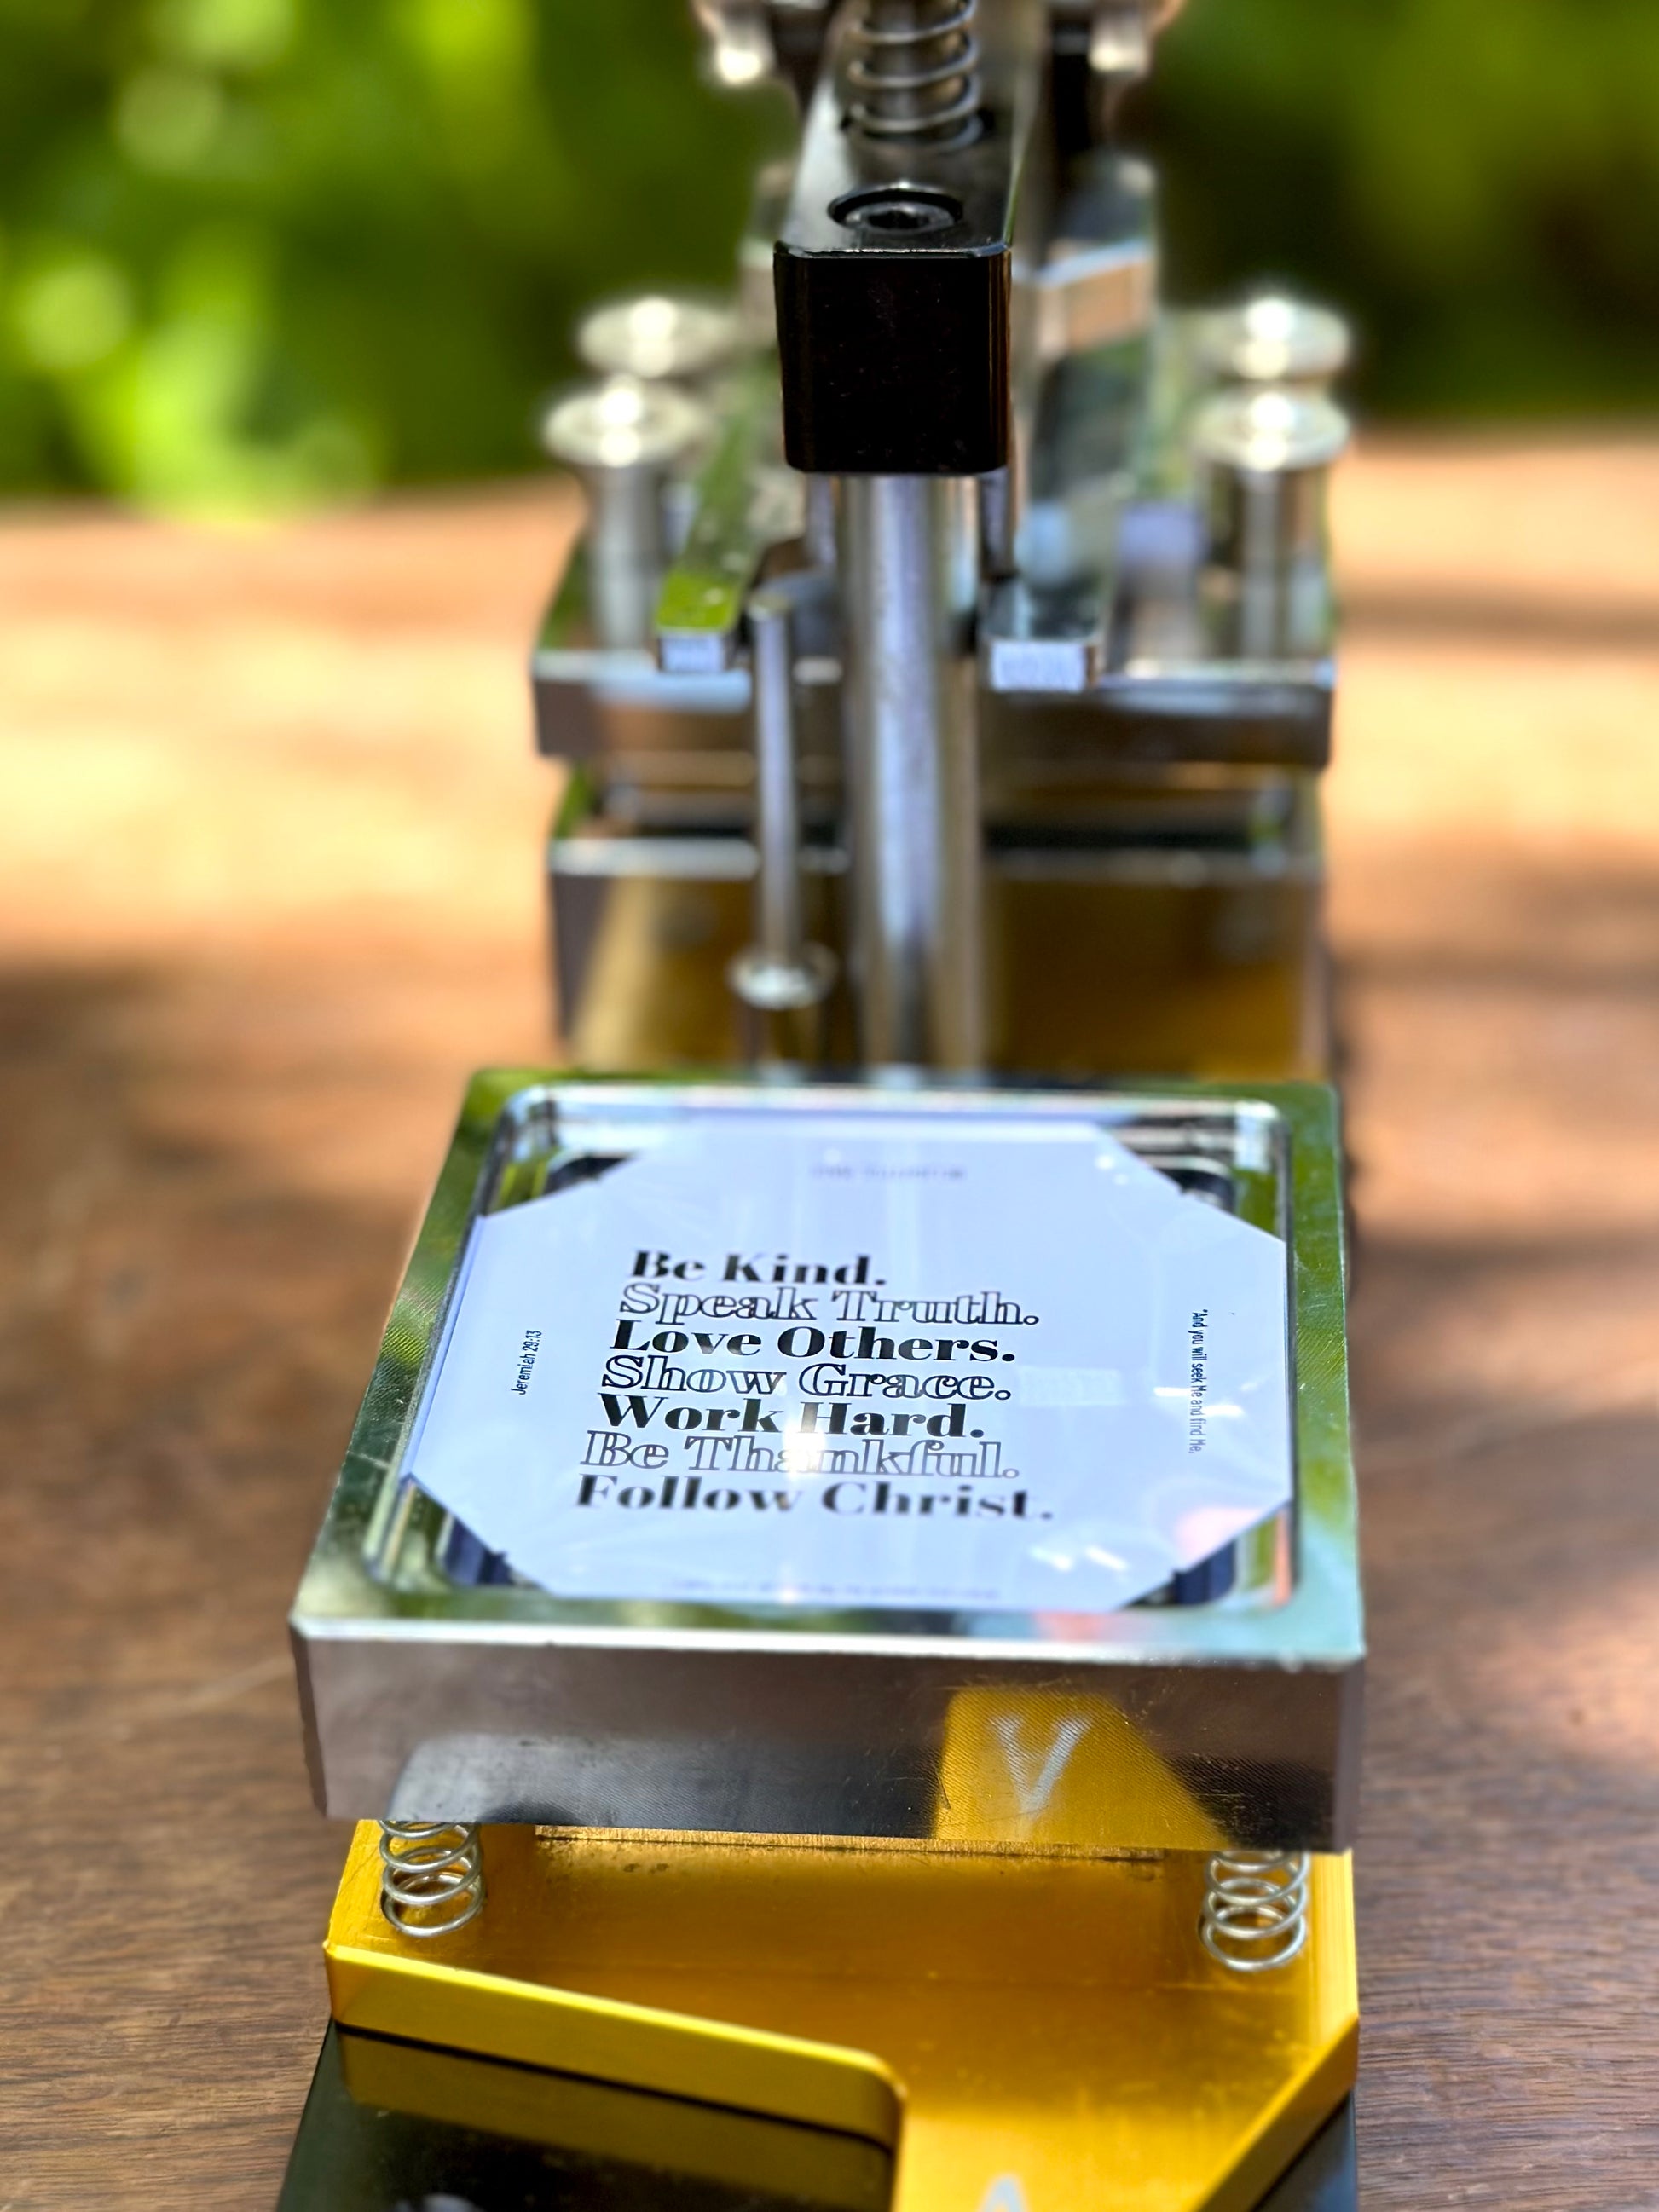 Be Kind.
Speak Truth.
Love Others.
Show Grace.
Work Hard.
Be Thankful.
Follow Christ.
Jeremiah 29:13
"And you will seek Me and find Me,
V
A